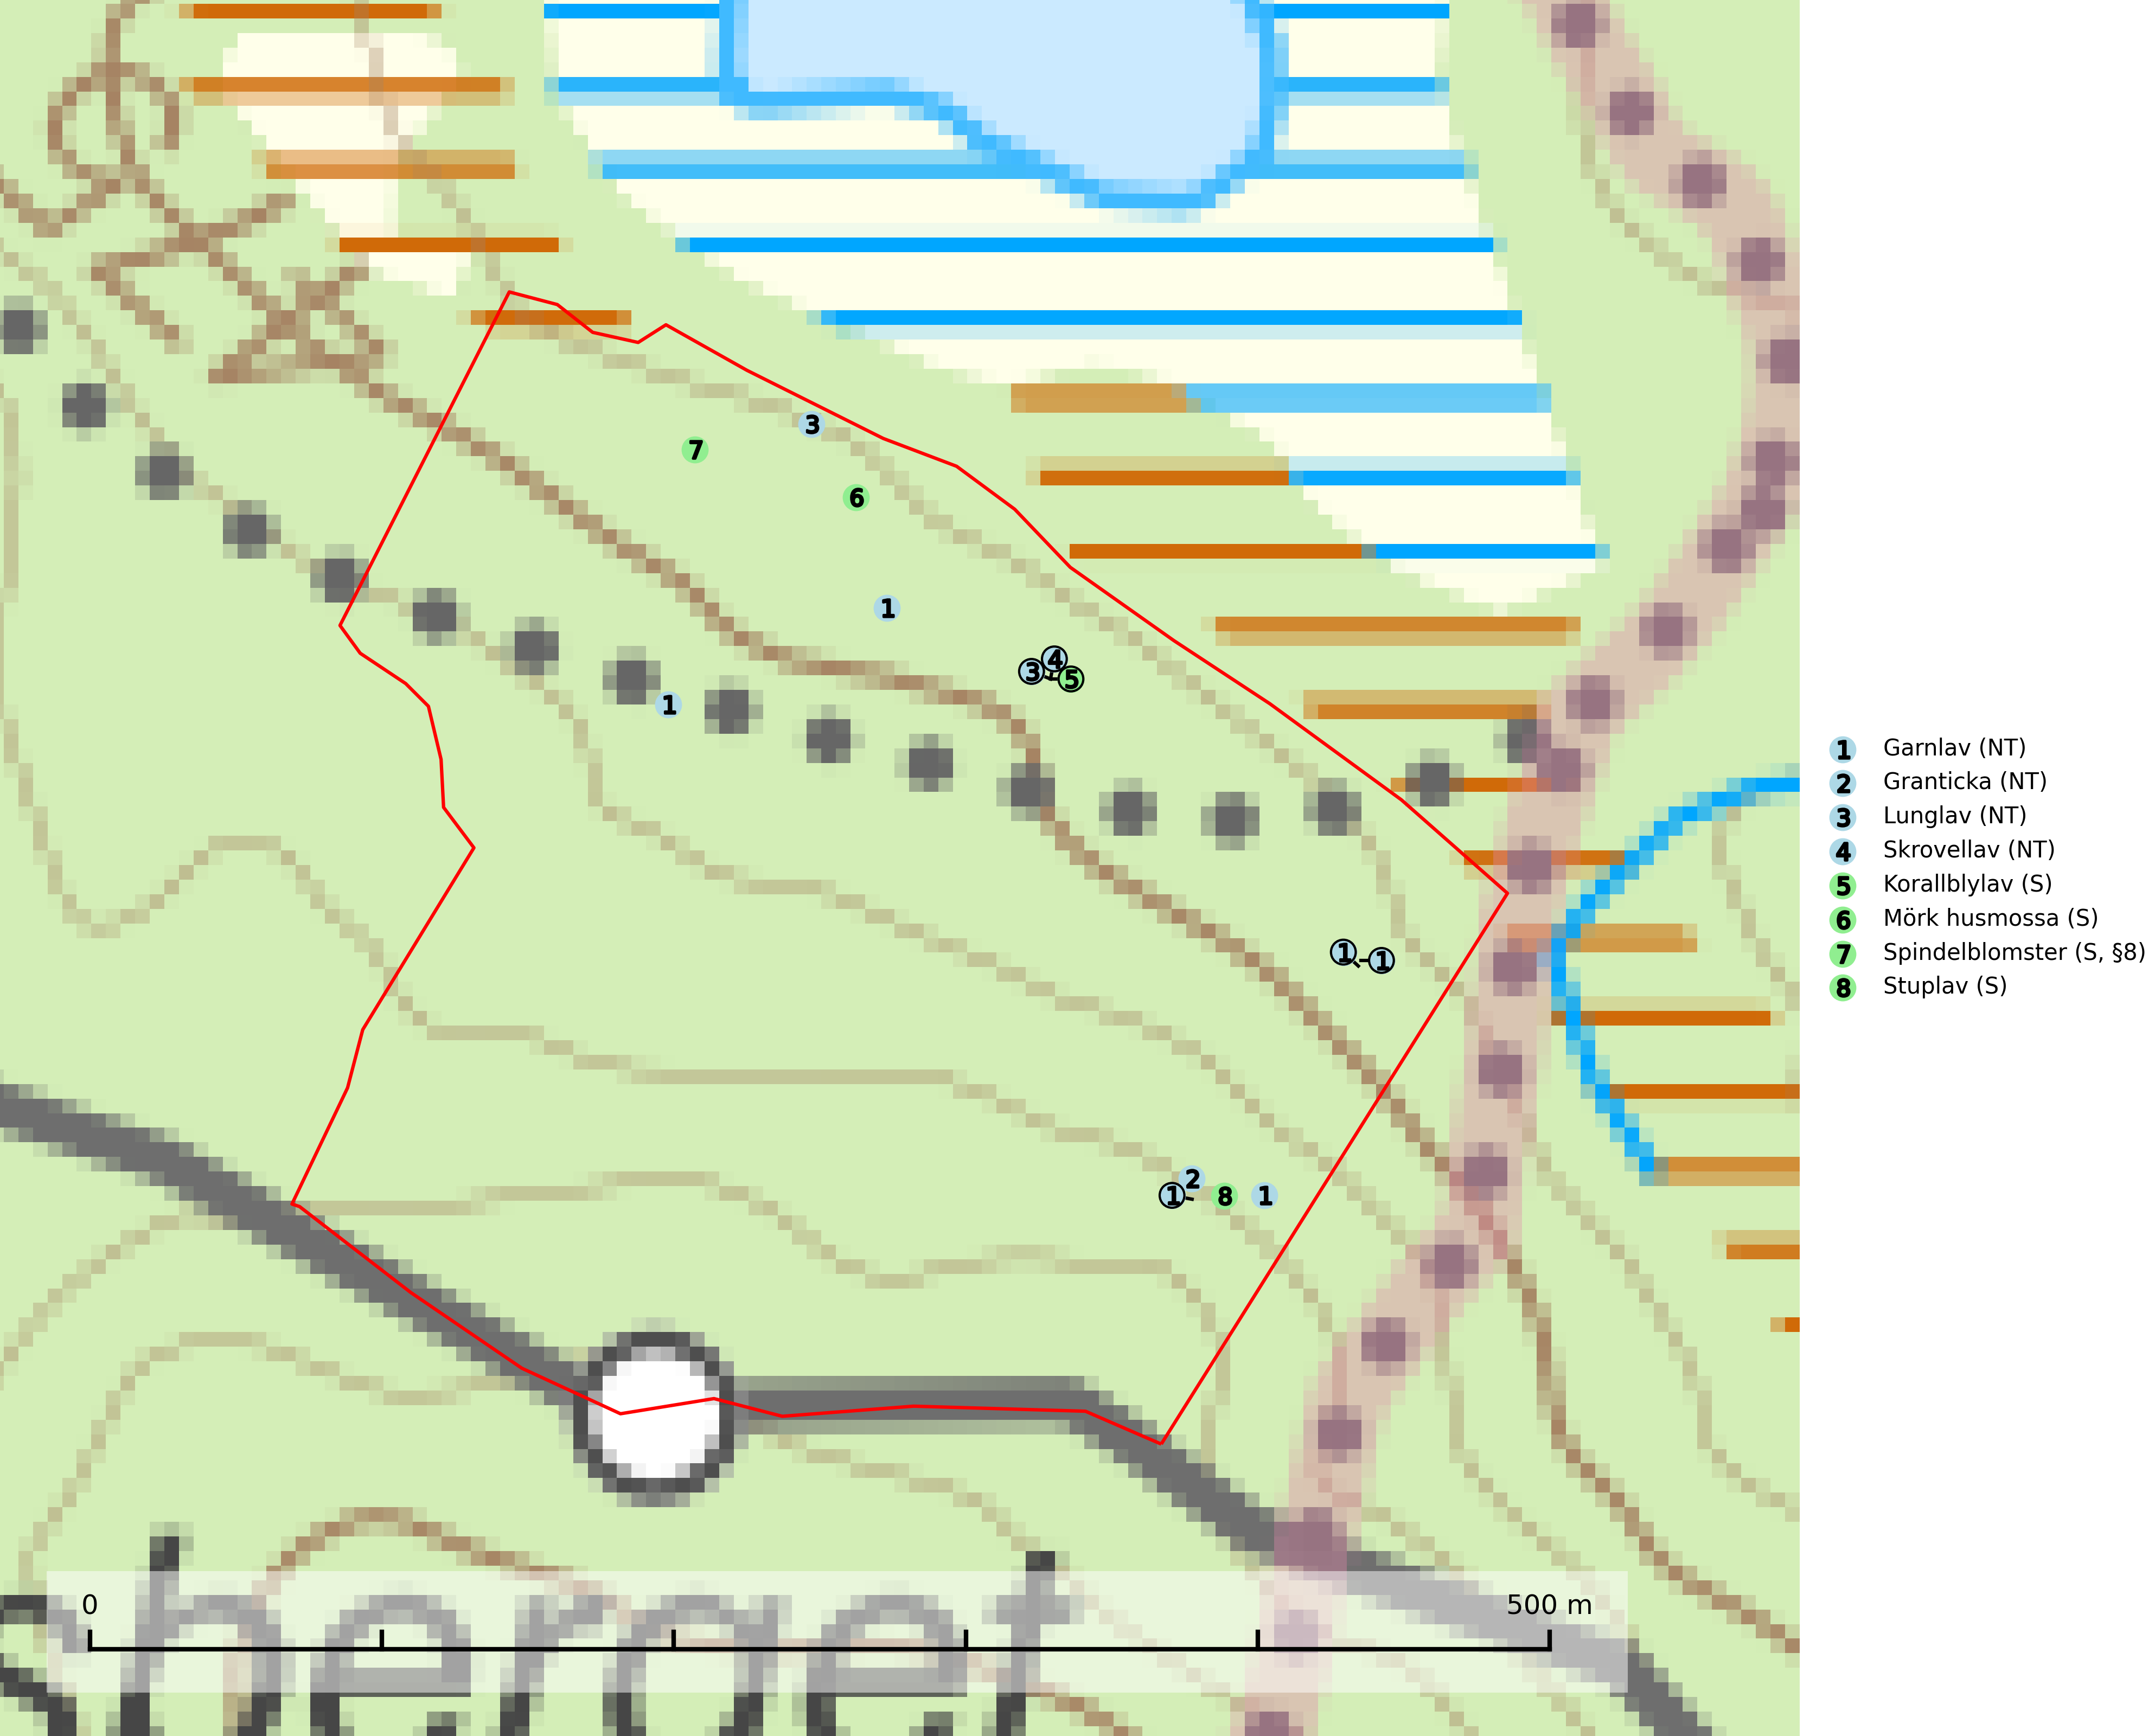 3
7
6
1
4
3
5
1
1
1
2
1
8
1
1 Garnlav (NT)
2 Granticka (NT)
3 Lunglav (NT)
4 Skrovellav (NT)
5 Korallblylav (S)
6 Mörk husmossa (S)
7 Spindelblomster (S, §8)
8 Stuplav (S)
0
500 m